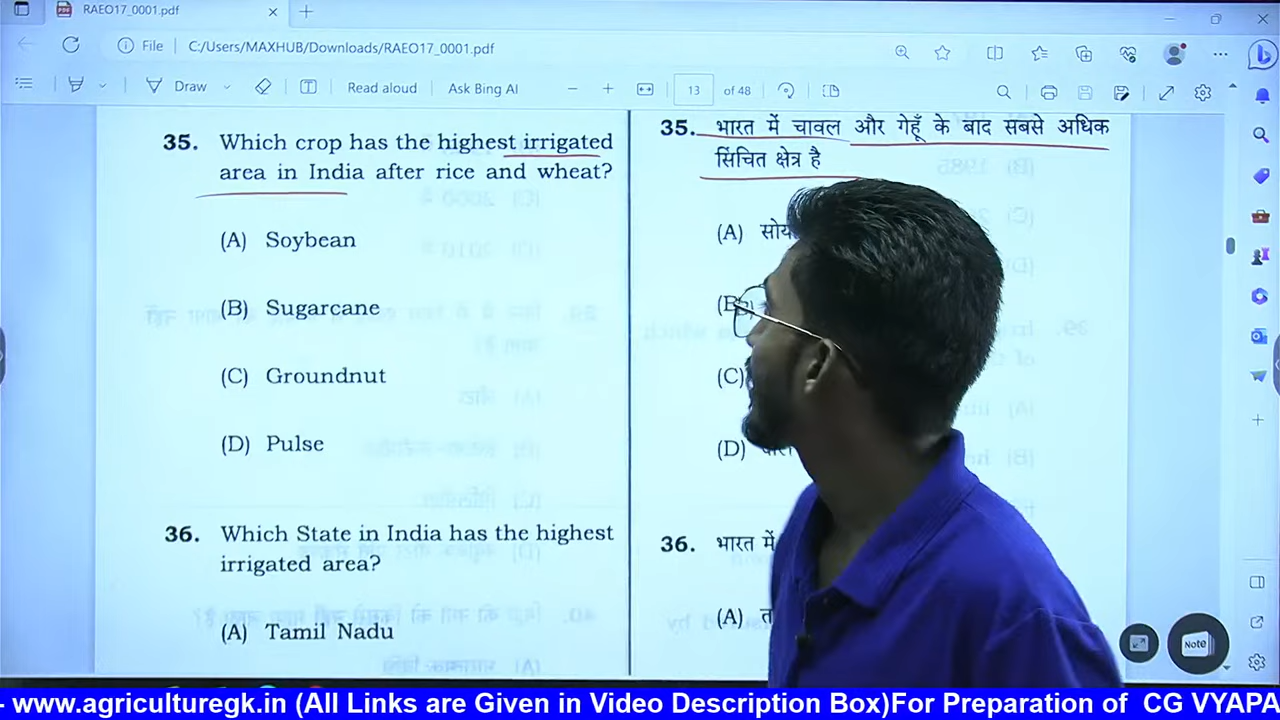 RAEO17_0001.pdf
File
C:/Users/MAXHUB/Downloads/RAEO17_0001.pdf
Draw
Read aloud
Ask Bing AI
13 of 48
35. Which crop has the highest irrigated
area in India after rice and wheat?
(A) Soybean
(B) Sugarcane
(C) Groundnut
(D) Pulse
36. Which State in India has the highest
irrigated area?
(A) Tamil Nadu
35. भारत में चावल और गेहूँ के बाद सबसे अधिक
सिंचित क्षेत्र है
(A)
(B)
(C)
(D)
36. भारत में
(A)
Note
- www.agriculturegk.in (All Links are Given in Video Description Box)For Preparation of CG VYAPA